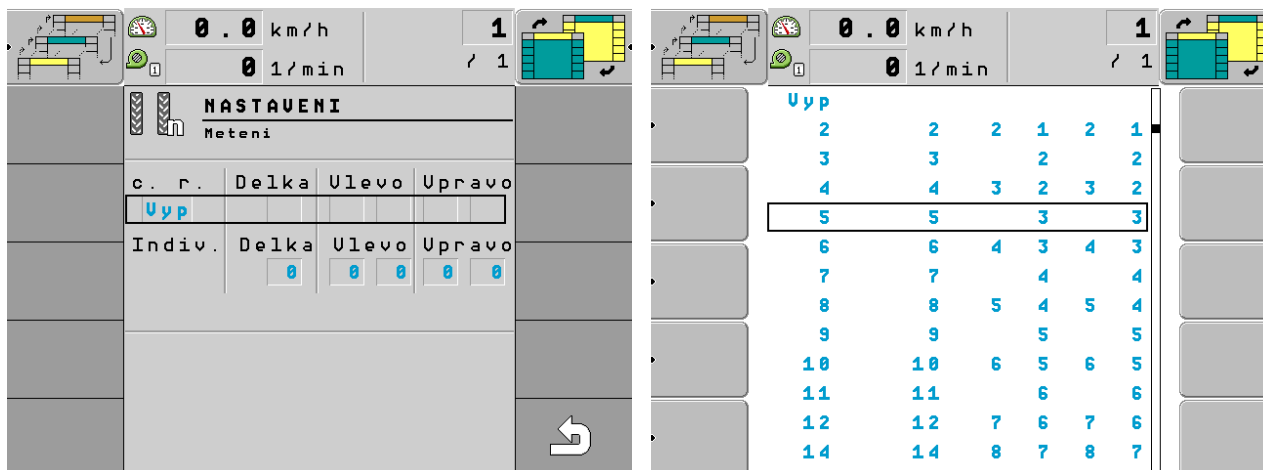 0.0 km/h 1
1 0 1/min / 1
NASTAVENI
n Meteni
c. r. Delka Vlevo Vpravo
Vyp
Indiv. Delka Vlevo Vpravo
0 0 0 0 0
0.0 km/h 1
1 0 1/min / 1
Vyp
2 2 2 1 2 1
3 3 2 2
4 4 3 2 3 2
5 5 3 3
6 6 4 3 4 3
7 7 4 4
8 8 5 4 5 4
9 9 5 5
10 10 6 5 6 5
11 11 6 6
12 12 7 6 7 6
14 14 8 7 8 7